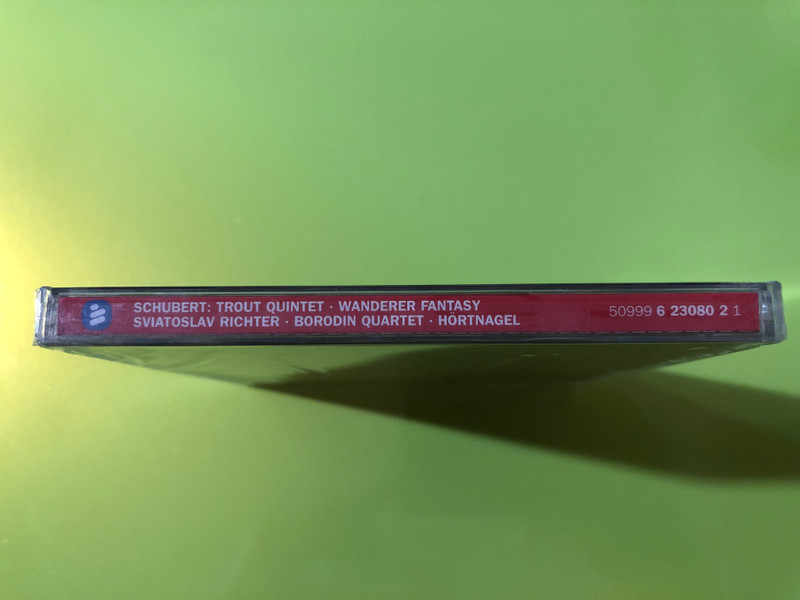 SCHUBERT: TROUT QUINTET · WANDERER FANTASY
SVIATOSLAV RICHTER · BORODIN QUARTET · HÖRTNAGEL
50999 6 23080 2 1